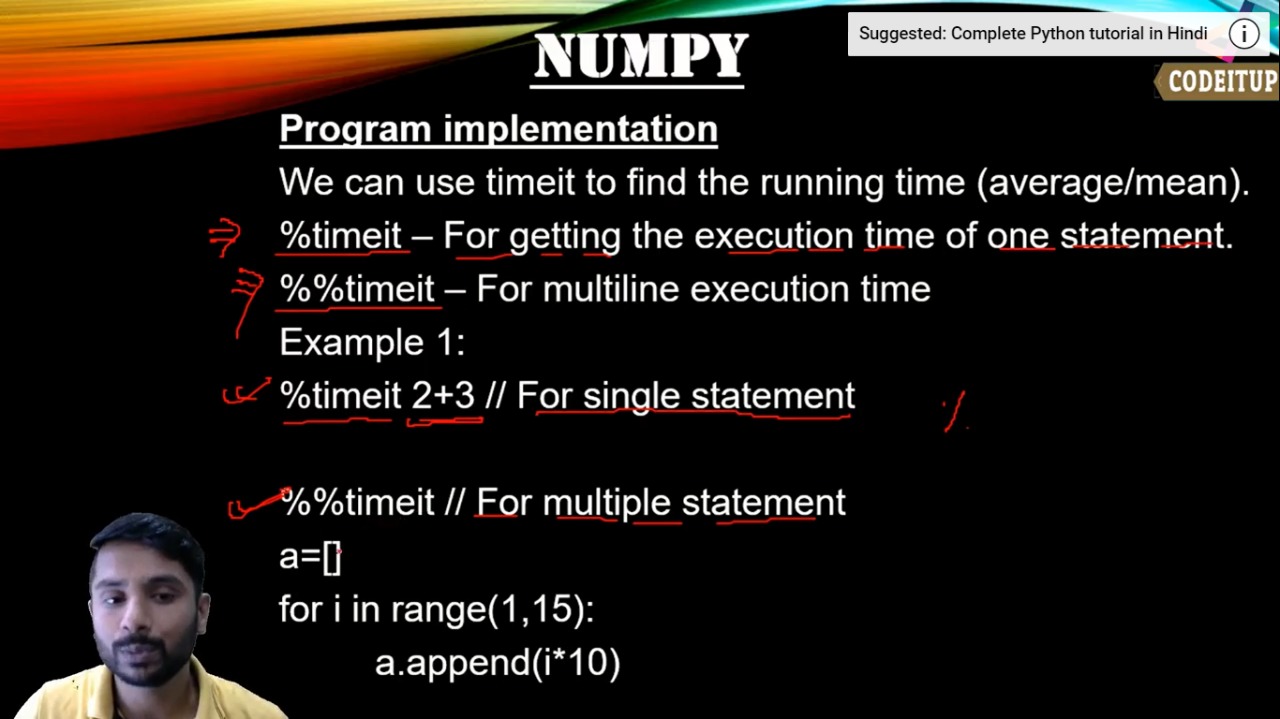 Suggested: Complete Python tutorial in Hindi
NUMPY
CODEITUP
Program implementation
We can use timeit to find the running time (average/mean).
%timeit – For getting the execution time of one statement.
%%timeit – For multiline execution time
Example 1:
%timeit 2+3 // For single statement
%%timeit // For multiple statement
a=[]
for i in range(1,15):
a.append(i*10)